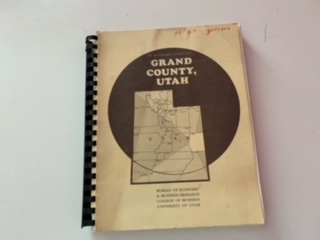 GRAND
COUNTY,
UTAH
BUREAU OF ECONOMIC
& BUSINESS RESEARCH
COLLEGE OF BUSINESS
UNIVERSITY OF UTAH